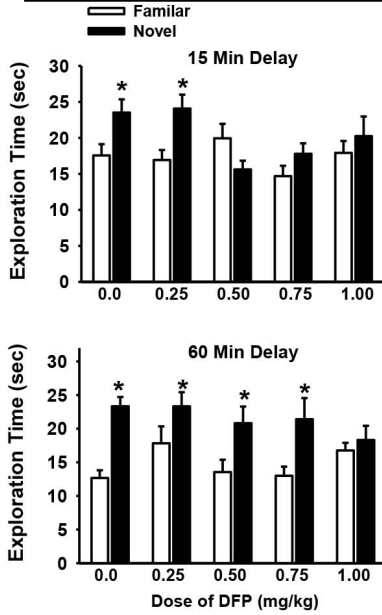 Familar
Novel
15 Min Delay
Exploration Time (sec)
30
25
20
15
10
5
0
* *
0.0 0.25 0.50 0.75 1.00
60 Min Delay
Exploration Time (sec)
30
25
20
15
10
5
0
* * * *
0.0 0.25 0.50 0.75 1.00
Dose of DFP (mg/kg)